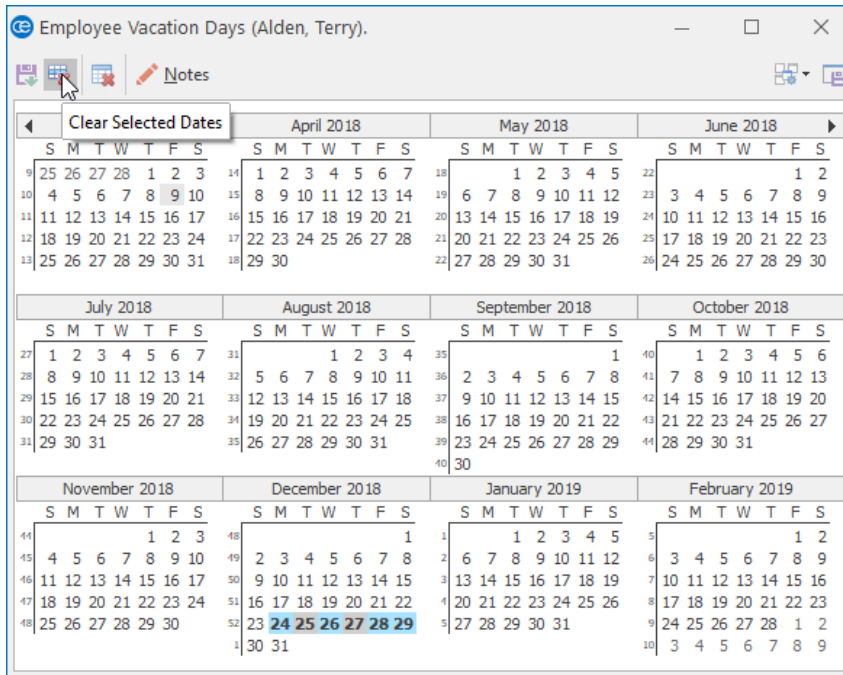 Employee Vacation Days (Alden, Terry).
Notes
Clear Selected Dates
April 2018 May 2018 June 2018
S M T W T F S S M T W T F S S M T W T F S S M T W T F S
9 25 26 27 28 1 2 3 14 1 2 3 4 5 6 7 18 1 2 3 4 5 22 1 2
10 4 5 6 7 8 9 10 15 8 9 10 11 12 13 14 19 6 7 8 9 10 11 12 23 3 4 5 6 7 8 9
11 11 12 13 14 15 16 17 16 15 16 17 18 19 20 21 20 13 14 15 16 17 18 19 24 10 11 12 13 14 15 16
12 18 19 20 21 22 23 24 17 22 23 24 25 26 27 28 21 20 21 22 23 24 25 26 25 17 18 19 20 21 22 23
13 25 26 27 28 29 30 31 18 29 30 22 27 28 29 30 31 26 24 25 26 27 28 29 30
July 2018 August 2018 September 2018 October 2018
S M T W T F S S M T W T F S S M T W T F S S M T W T F S
27 1 2 3 4 5 6 7 31 1 2 3 4 35 1 40 1 2 3 4 5 6
28 8 9 10 11 12 13 14 32 5 6 7 8 9 10 11 36 2 3 4 5 6 7 8 41 7 8 9 10 11 12 13
29 15 16 17 18 19 20 21 33 12 13 14 15 16 17 18 37 9 10 11 12 13 14 15 42 14 15 16 17 18 19 20
30 22 23 24 25 26 27 28 34 19 20 21 22 23 24 25 38 16 17 18 19 20 21 22 43 21 22 23 24 25 26 27
31 29 30 31 35 26 27 28 29 30 31 39 23 24 25 26 27 28 29 44 28 29 30 31
40 30
November 2018 December 2018 January 2019 February 2019
S M T W T F S S M T W T F S S M T W T F S S M T W T F S
44 1 2 3 48 1 1 1 2 3 4 5 5 1 2
45 4 5 6 7 8 9 10 49 2 3 4 5 6 7 8 2 6 7 8 9 10 11 12 6 3 4 5 6 7 8 9
46 11 12 13 14 15 16 17 50 9 10 11 12 13 14 15 3 13 14 15 16 17 18 19 7 10 11 12 13 14 15 16
47 18 19 20 21 22 23 24 51 16 17 18 19 20 21 22 4 20 21 22 23 24 25 26 8 17 18 19 20 21 22 23
48 25 26 27 28 29 30 52 23 24 25 26 27 28 29 5 27 28 29 30 31 9 24 25 26 27 28 1 2
1 30 31 10 3 4 5 6 7 8 9